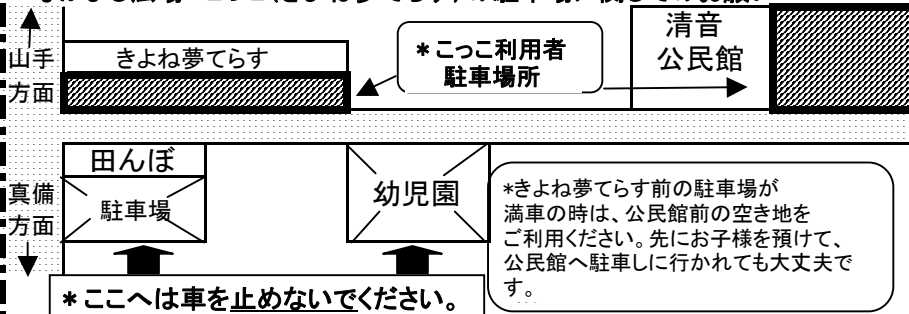 山手
方面
きよね夢てらす
*こっこ利用者
駐車場所
清音
公民館
真備
方面
田んぼ
駐車場
幼児園
*きよね夢てらす前の駐車場が
満車の時は、公民館前の空き地を
ご利用ください。先にお子様を預けて、
公民館へ駐車しに行かれても大丈夫で
す。
*ここへは車を止めないでください。